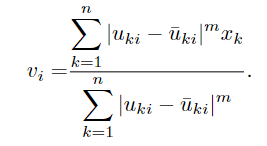 v_i = \frac{\sum_{k=1}^{n} |u_{ki} - \bar{u}_{ki}|^m x_k}{\sum_{k=1}^{n} |u_{ki} - \bar{u}_{ki}|^m}.